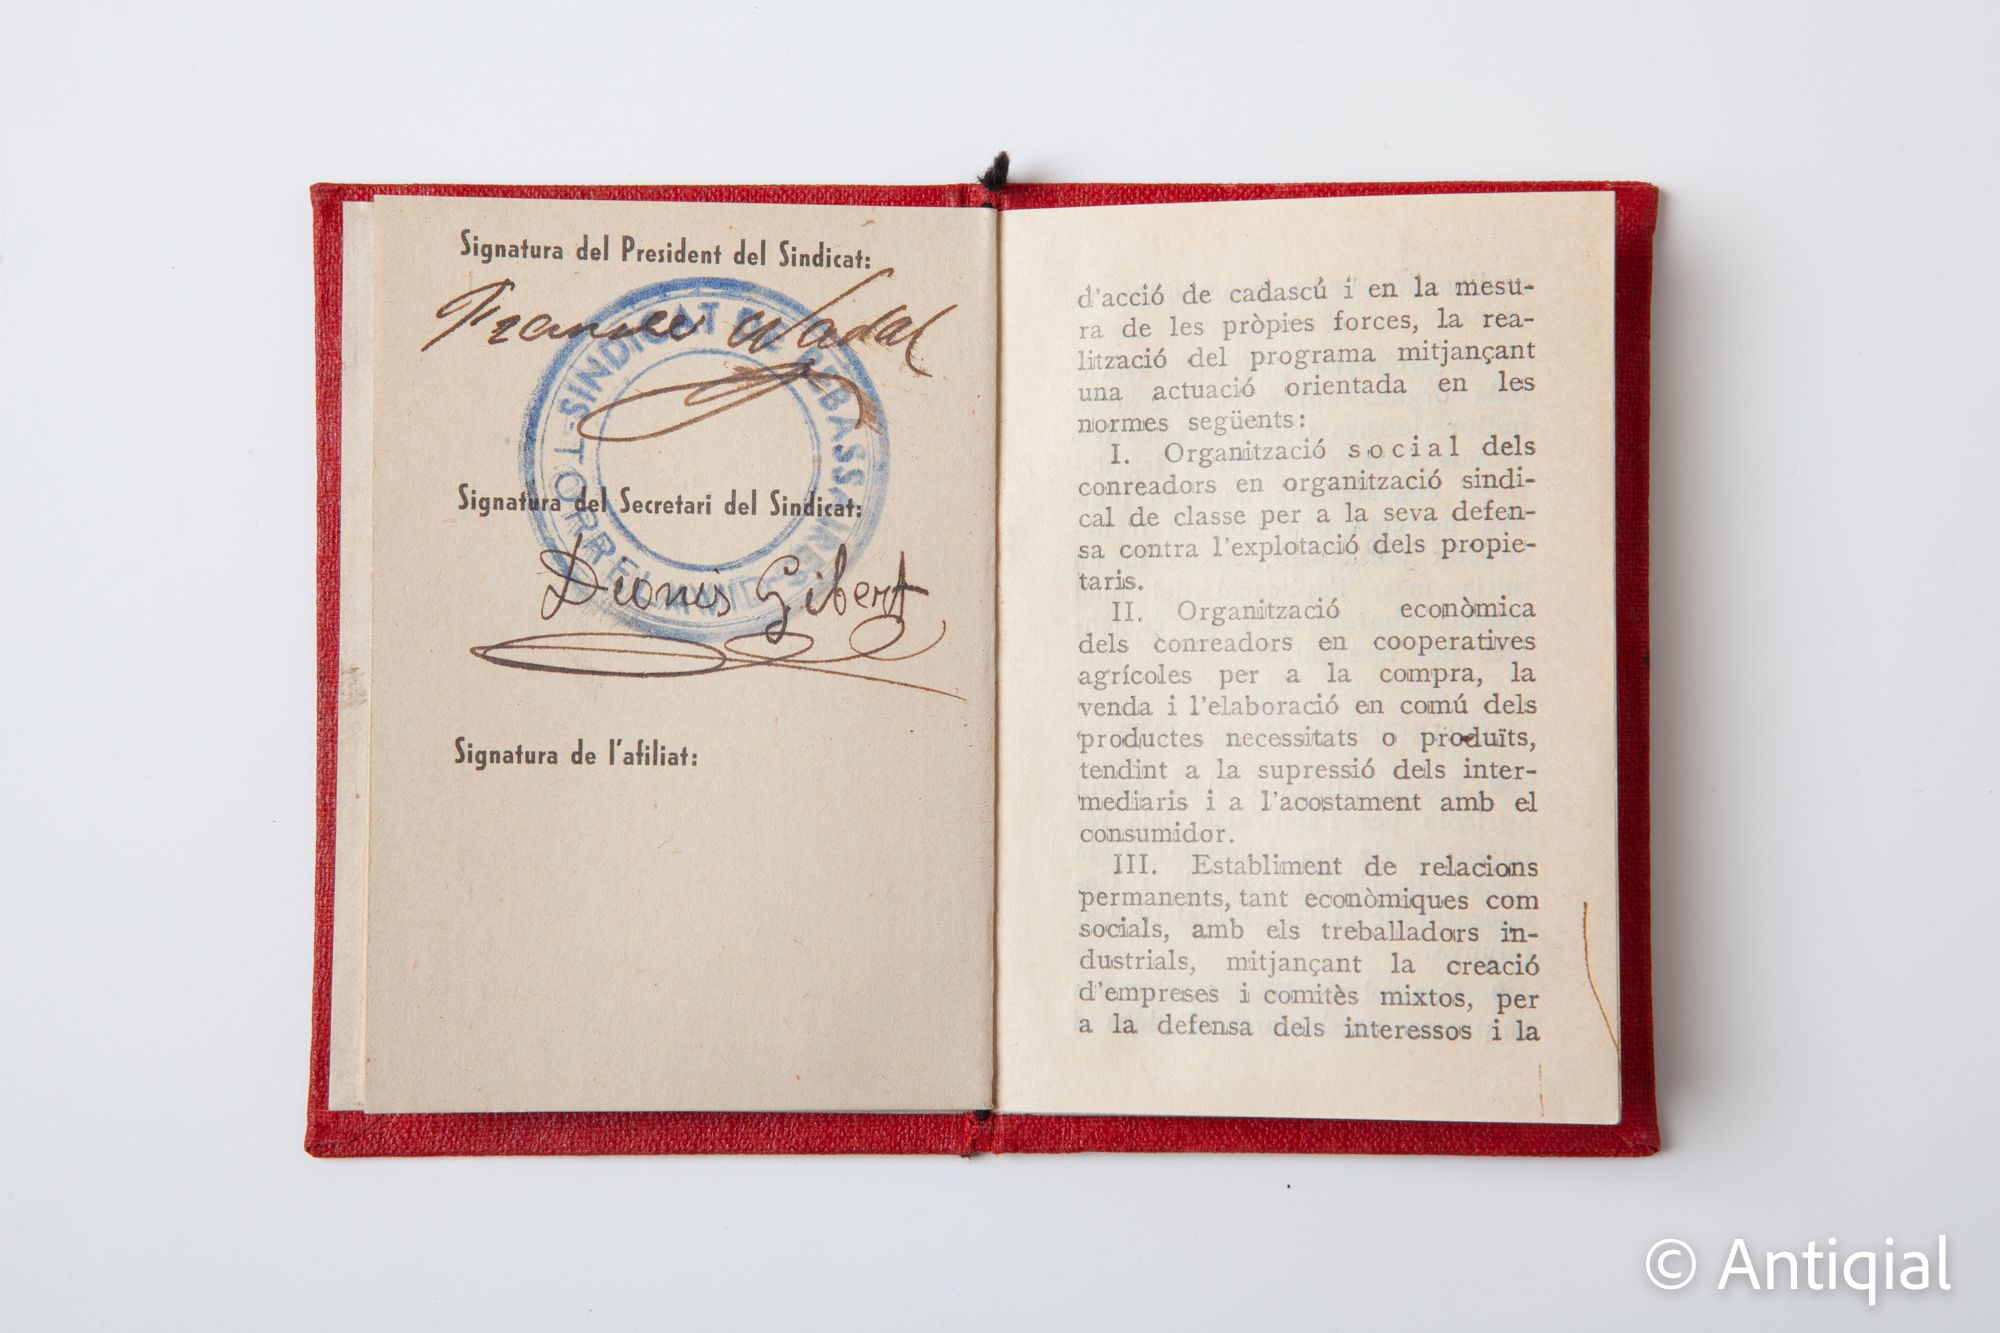 Signatura del President del Sindicat:
Nadal
SINDICAT DE REBASSAIRES
Signatura del Secretari del Sindicat:
Dionis Gibert
Signatura de l'afiliat:
d'acció de cadascú i en la mesu-
ra de les pròpies forces, la rea-
lització del programa mitjançant
una actuació orientada en les
normes següents:
I. Organització social dels
conreadors en organització sindi-
cal de classe per a la seva defen-
sa contra l'explotació dels propie-
taris.
II. Organització econòmica
dels conreadors en cooperatives
agrícoles per a la compra, la
venda i l'elaboració en comú dels
productes necessitats o produïts,
tendint a la supressió dels inter-
mediaris i a l'acostament amb el
consumidor.
III. Establiment de relacions
permanents, tant econòmiques com
socials, amb els treballadors in-
dustrials, mitjançant la creació
d'empreses i comitès mixtos, per
a la defensa dels interessos i la
© Antiqial